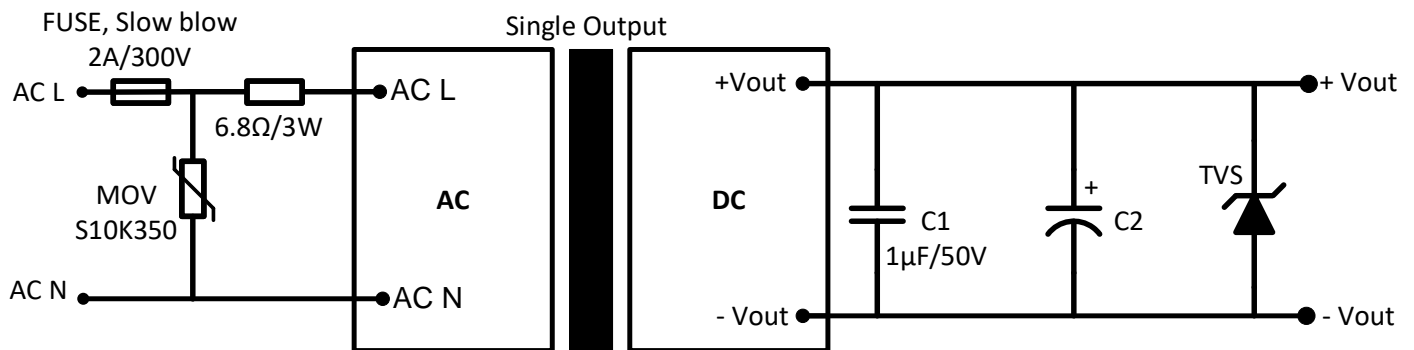 FUSE, Slow blow
2A/300V
Single Output
AC L
6.8Ω/3W
AC L
+Vout
+ Vout
MOV
S10K350
AC
DC
C1
1µF/50V
+
C2
TVS
AC N
AC N
- Vout
- Vout